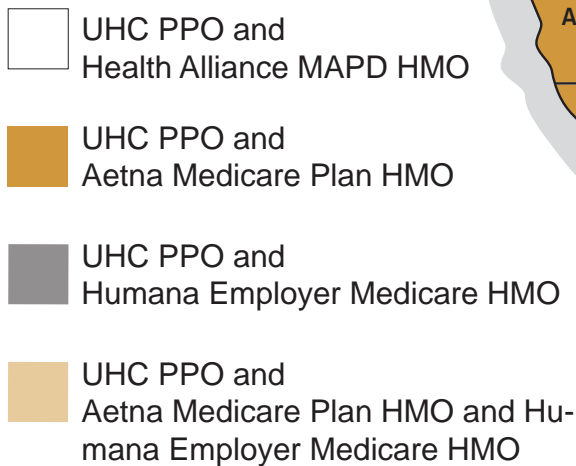 UHC PPO and
Health Alliance MAPD HMO
A
UHC PPO and
Aetna Medicare Plan HMO
UHC PPO and
Humana Employer Medicare HMO
UHC PPO and
Aetna Medicare Plan HMO and Hu-
mana Employer Medicare HMO